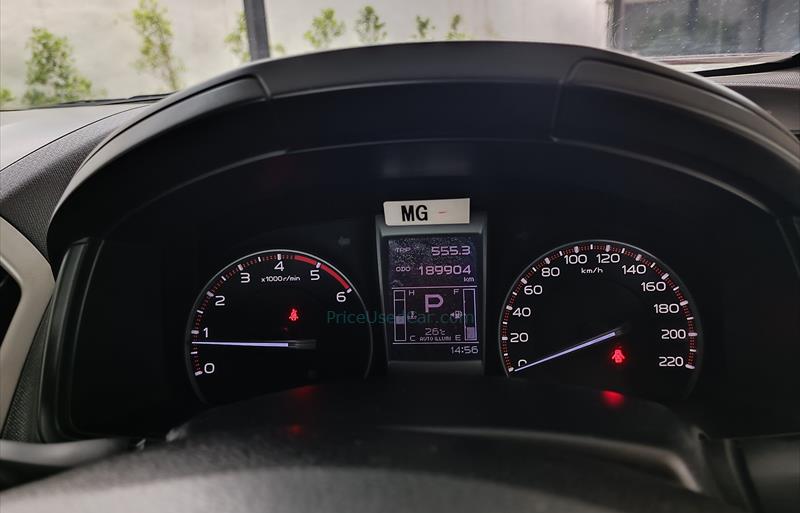 MG -
TRIP 555.3
ODO 189904
km
H F
P
C E
26℃
AUTO ILLUMI
14:56
0 1 2 3 4 5 6
x1000r/min
0 20 40 60 80 100 120 140 160 180 200 220
km/h
PriceUsedCar.com